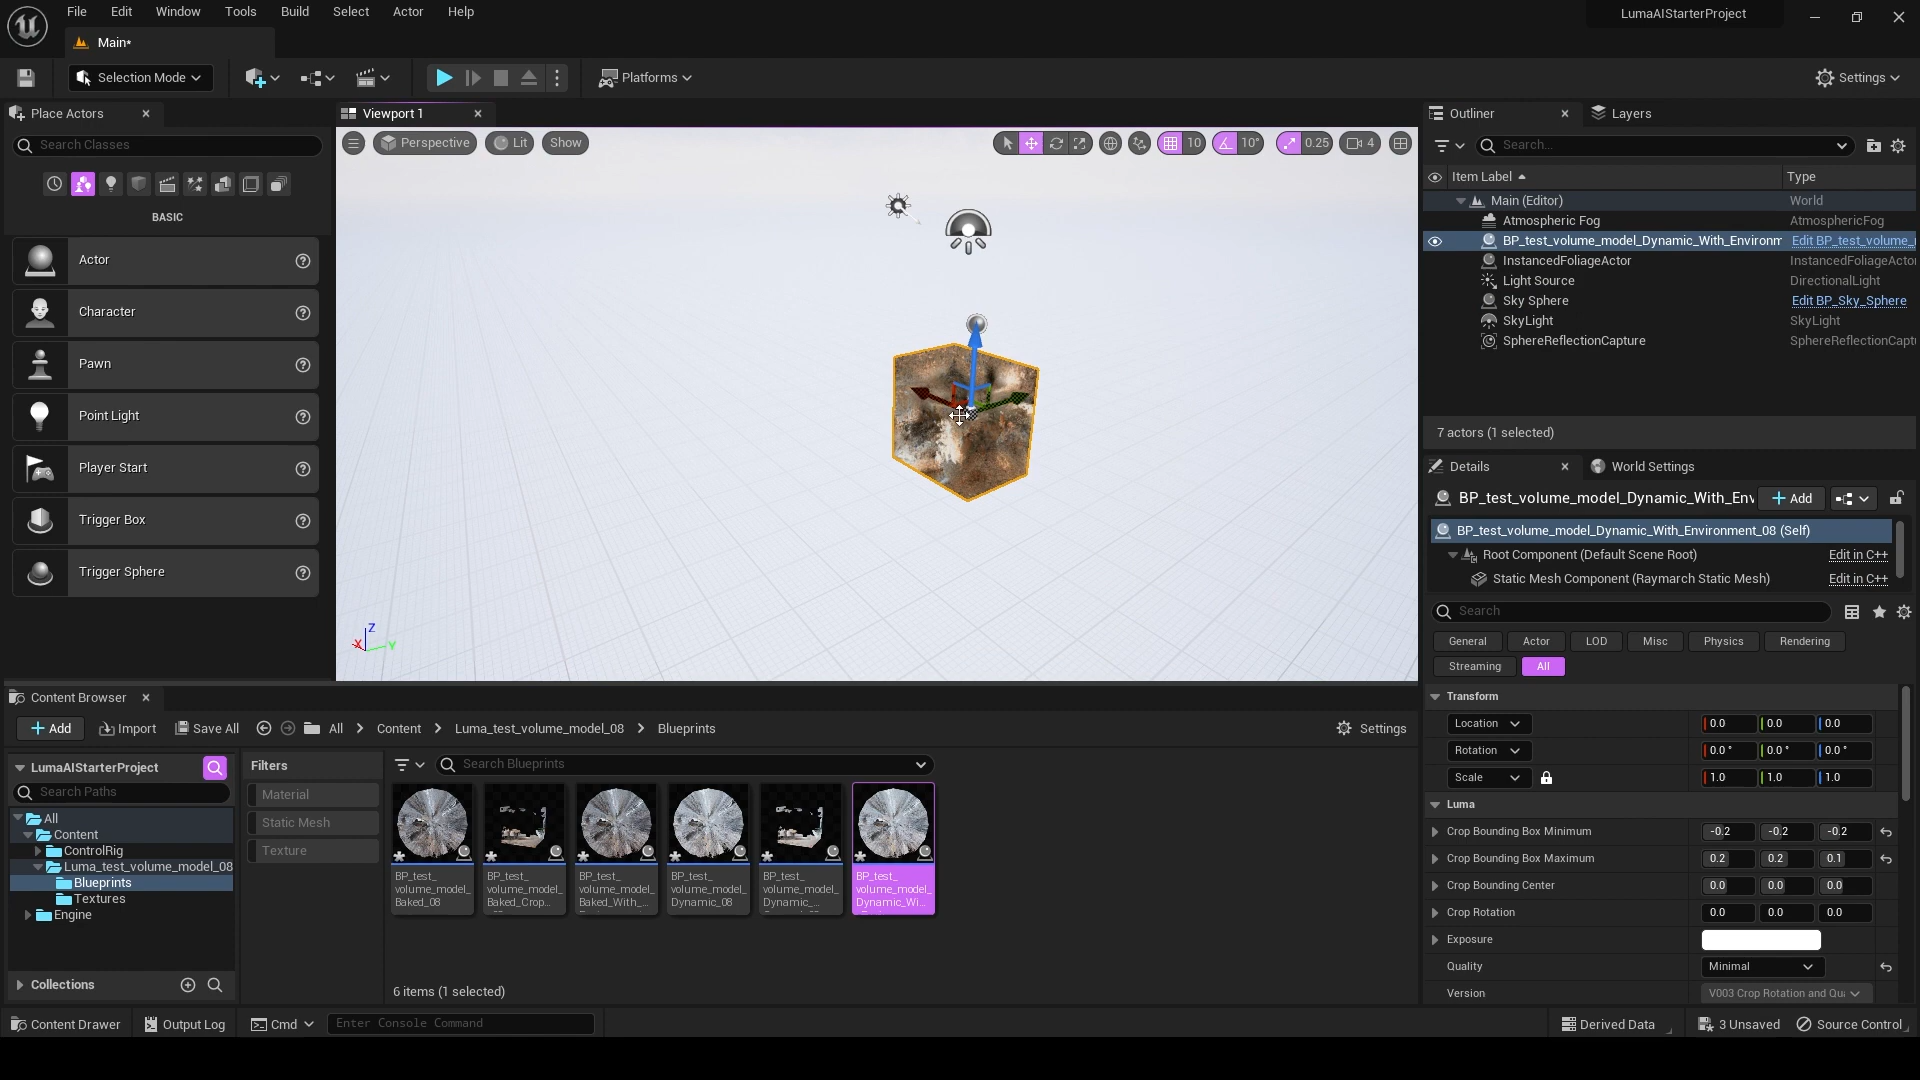 File Edit Window Tools Build Select Actor Help
LumaAIStarterProject
Main*
Selection Mode
Platforms
Settings
Place Actors
Search Classes
BASIC
Actor
Character
Pawn
Point Light
Player Start
Trigger Box
Trigger Sphere
Viewport 1
Perspective
Lit
Show
10
10°
0.25
4
Z
X
Y
Outliner
Layers
Search...
Item Label
Type
Main (Editor) World
Atmospheric Fog AtmosphericFog
BP_test_volume_model_Dynamic_With_Environm Edit BP_test_volume_
InstancedFoliageActor InstancedFoliageActo
Light Source DirectionalLight
Sky Sphere Edit BP_Sky_Sphere
SkyLight SkyLight
SphereReflectionCapture SphereReflectionCaptu
7 actors (1 selected)
Details
World Settings
BP_test_volume_model_Dynamic_With_Env
+ Add
BP_test_volume_model_Dynamic_With_Environment_08 (Self)
Root Component (Default Scene Root) Edit in C++
Static Mesh Component (Raymarch Static Mesh) Edit in C++
Search
General Actor LOD Misc Physics Rendering
Streaming All
Transform
Location 0.0 0.0 0.0
Rotation 0.0 ° 0.0 ° 0.0 °
Scale 1.0 1.0 1.0
Luma
Crop Bounding Box Minimum -0.2 -0.2 -0.2
Crop Bounding Box Maximum 0.2 0.2 0.1
Crop Bounding Center 0.0 0.0 0.0
Crop Rotation 0.0 0.0 0.0
Exposure
Quality Minimal
Version V003 Crop Rotation and Qu
Content Browser
+ Add
Import
Save All
All > Content > Luma_test_volume_model_08 > Blueprints
Settings
LumaAIStarterProject
Search Paths
All
Content
ControlRig
Luma_test_volume_model_08
Blueprints
Textures
Engine
Collections
Filters
Material
Static Mesh
Texture
Search Blueprints
BP_test_
volume_model_
Baked_08
BP_test_
volume_model_
Baked_Crop...
BP_test_
volume_model_
Baked_With_...
BP_test_
volume_model_
Dynamic_08
BP_test_
volume_model_
Dynamic_...
BP_test_
volume_model_
Dynamic_Wi...
6 items (1 selected)
Content Drawer
Output Log
Cmd
Enter Console Command
Derived Data
3 Unsaved
Source Control